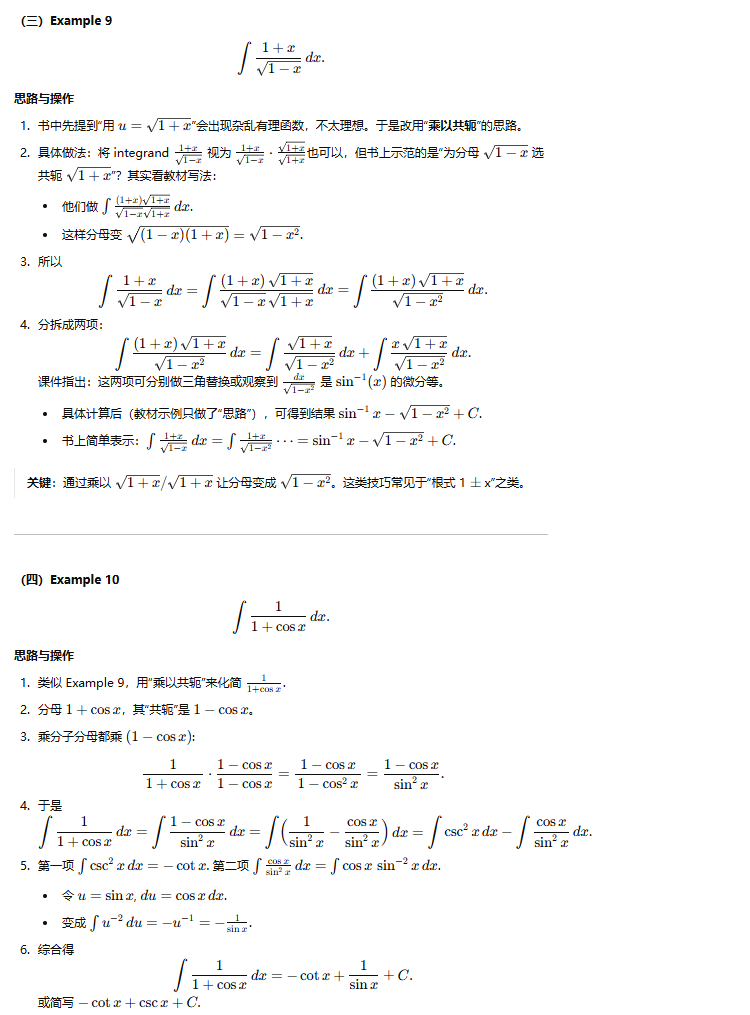 （三）Example 9
∫ (1+x)/√(1−x) dx.
思路与操作
1. 书中先提到“用 u = √(1+x)”会出现杂乱有理函数，不太理想。于是改用“乘以共轭”的思路。
2. 具体做法：将 integrand (1+x)/√(1−x) 视为 (1+x)/√(1−x) · √(1+x)/√(1+x) 也可以，但书上示范的是“为分母 √(1−x) 选
共轭 √(1+x)”？其实看教材写法：
• 他们做 ∫ (1+x)√(1+x)/(√(1−x)√(1+x)) dx.
• 这样分母变 √((1−x)(1+x)) = √(1−x²).
3. 所以
∫ (1+x)/√(1−x) dx = ∫ (1+x)√(1+x)/(√(1−x)√(1+x)) dx = ∫ (1+x)√(1+x)/√(1−x²) dx.
4. 分拆成两项：
∫ (1+x)√(1+x)/√(1−x²) dx = ∫ √(1+x)/√(1−x²) dx + ∫ x√(1+x)/√(1−x²) dx.
课件指出：这两项可分别做三角替换或观察到 dx/√(1−x²) 是 sin⁻¹(x) 的微分等。
• 具体计算后（教材示例只做了“思路”），可得到结果 sin⁻¹ x − √(1−x²) + C.
• 书上简单表示：∫ (1+x)/√(1−x) dx = ∫ (1+x)/√(1−x²) ⋯ = sin⁻¹ x − √(1−x²) + C.
关键：通过乘以 √(1+x)/√(1+x) 让分母变成 √(1−x²)。这类技巧常见于“根式 1 ± x”之类。
（四）Example 10
∫ 1/(1+cos x) dx.
思路与操作
1. 类似 Example 9，用“乘以共轭”来化简 1/(1+cos x).
2. 分母 1 + cos x，其“共轭”是 1 − cos x。
3. 乘分子分母都乘 (1 − cos x):
1/(1+cos x) · (1−cos x)/(1−cos x) = (1−cos x)/(1−cos² x) = (1−cos x)/sin² x.
4. 于是
∫ 1/(1+cos x) dx = ∫ (1−cos x)/sin² x dx = ∫ (1/sin² x − cos x/sin² x) dx = ∫ csc² x dx − ∫ cos x/sin² x dx.
5. 第一项 ∫ csc² x dx = − cot x. 第二项 ∫ cos x/sin² x dx = ∫ cos x sin⁻² x dx.
• 令 u = sin x, du = cos x dx.
• 变成 ∫ u⁻² du = −u⁻¹ = −1/sin x.
6. 综合得
∫ 1/(1+cos x) dx = − cot x + 1/sin x + C.
或简写 − cot x + csc x + C.